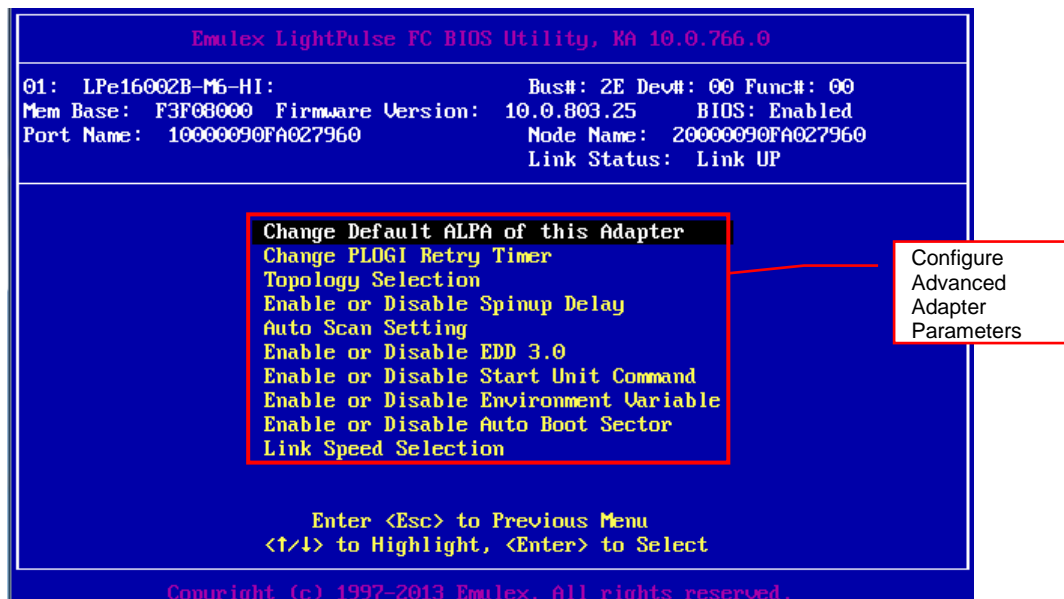 Emulex LightPulse FC BIOS Utility, KA 10.0.766.0
01: LPe16002B-M6-HI: Bus#: 2E Dev#: 00 Func#: 00
Mem Base: F3F08000 Firmware Version: 10.0.803.25 BIOS: Enabled
Port Name: 10000090FA027960 Node Name: 20000090FA027960
Link Status: Link UP
Change Default ALPA of this Adapter
Change PLOGI Retry Timer
Topology Selection
Enable or Disable Spinup Delay
Auto Scan Setting
Enable or Disable EDD 3.0
Enable or Disable Start Unit Command
Enable or Disable Environment Variable
Enable or Disable Auto Boot Sector
Link Speed Selection
Configure
Advanced
Adapter
Parameters
Enter <Esc> to Previous Menu
<↑/↓> to Highlight, <Enter> to Select
Copyright (c) 1997-2013 Emulex. All rights reserved.